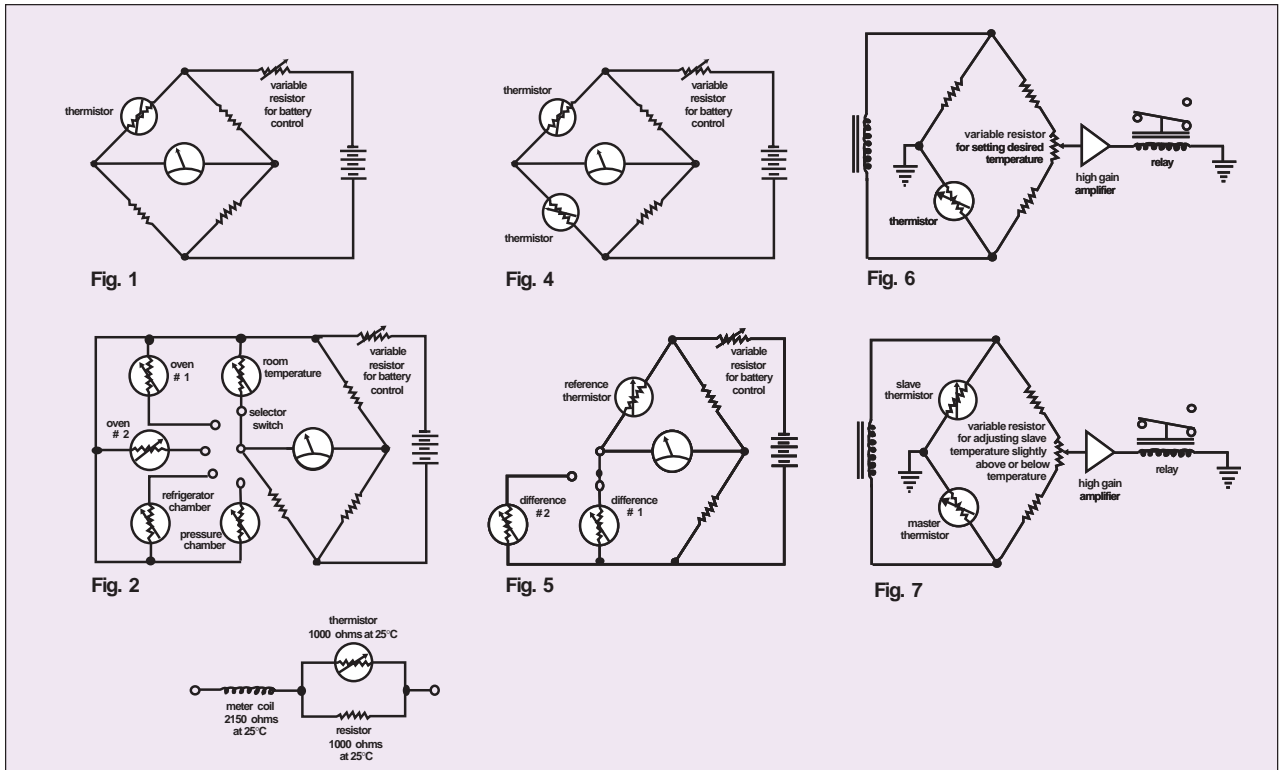 thermistor
variable
resistor
for battery
control
Fig. 1
thermistor
variable
resistor
for battery
control
thermistor
Fig. 4
variable resistor
for setting desired
temperature
high gain
amplifier
relay
thermistor
Fig. 6
oven
# 1
room
temperature
variable
resistor
for battery
control
selector
switch
oven
# 2
refrigerator
chamber
pressure
chamber
Fig. 2
reference
thermistor
variable
resistor
for battery
control
difference
# 2
difference
# 1
Fig. 5
slave
thermistor
variable resistor
for adjusting slave
temperature slightly
above or below
temperature
high gain
amplifier
relay
master
thermistor
Fig. 7
thermistor
1000 ohms at 25°C
meter coil
2150 ohms
at 25°C
resistor
1000 ohms
at 25°C